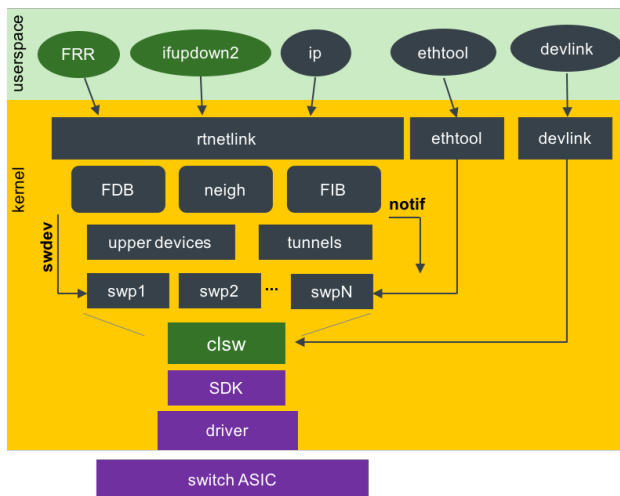 userspace
FRR
ifupdown2
ip
ethtool
devlink
kernel
rtnetlink
ethtool
devlink
FDB
neigh
FIB
swdev
notif
upper devices
tunnels
swp1
swp2
...
swpN
clsw
SDK
driver
switch ASIC